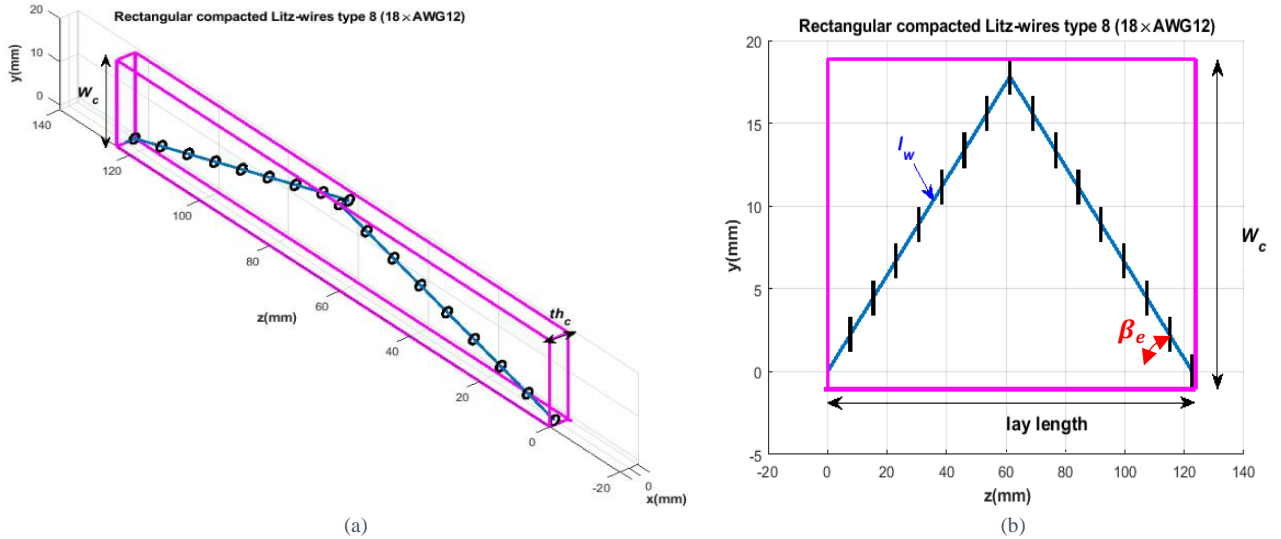 Rectangular compacted Litz-wires type 8 (18×AWG12)
20
10
0
y(mm)
W_c
140
120
100
80
60
40
20
0
z(mm)
th_c
-20
0
x(mm)
(a)
Rectangular compacted Litz-wires type 8 (18×AWG12)
20
15
10
5
0
-5
y(mm)
l_w
W_c
β_e
lay length
-20
0
20
40
60
80
100
120
140
z(mm)
(b)